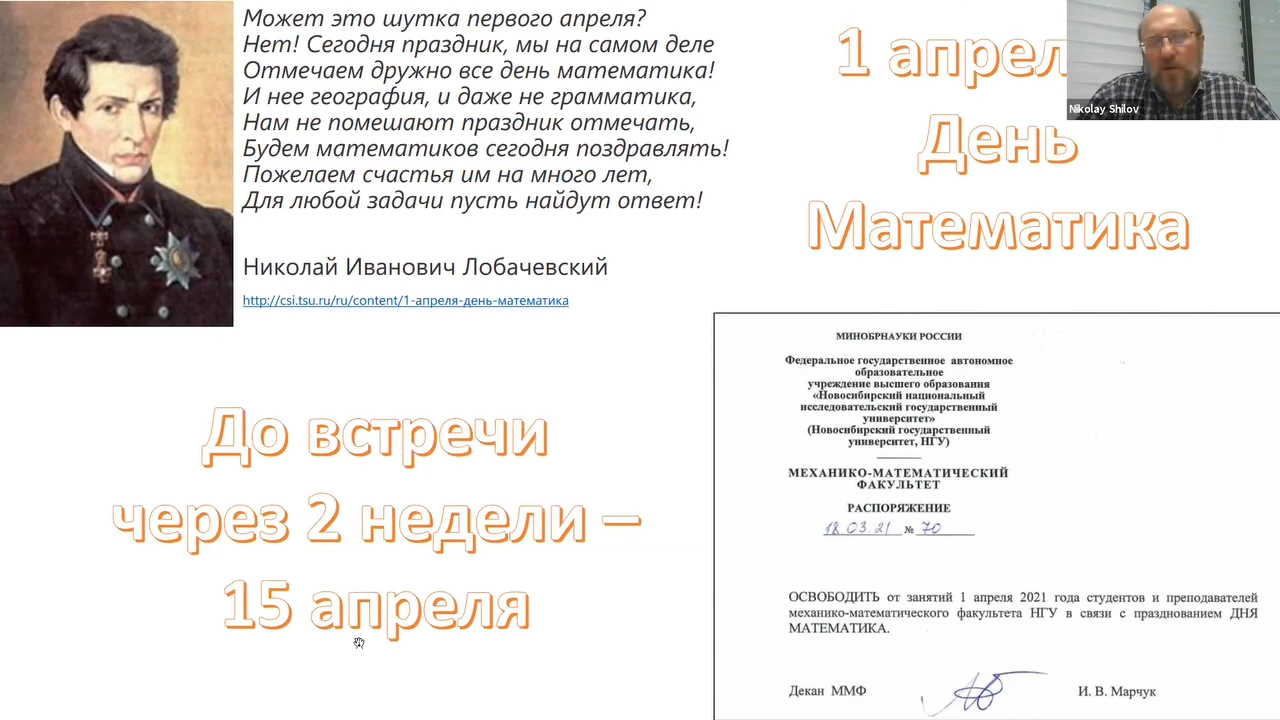 Может это шутка первого апреля?
Нет! Сегодня праздник, мы на самом деле
Отмечаем дружно все день математика!
И нее география, и даже не грамматика,
Нам не помешают праздник отмечать,
Будем математиков сегодня поздравлять!
Пожелаем счастья им на много лет,
Для любой задачи пусть найдут ответ!
Николай Иванович Лобачевский
http://csi.tsu.ru/ru/content/1-апреля-день-математика
1 апрел
День
Математика
Nikolay Shilov
До встречи
через 2 недели –
15 апреля
МИНОБРНАУКИ РОССИИ
Федеральное государственное автономное
образовательное
учреждение высшего образования
«Новосибирский национальный
исследовательский государственный
университет»
(Новосибирский государственный
университет, НГУ)
МЕХАНИКО-МАТЕМАТИЧЕСКИЙ
ФАКУЛЬТЕТ
РАСПОРЯЖЕНИЕ
18.03.21 № 70
ОСВОБОДИТЬ от занятий 1 апреля 2021 года студентов и преподавателей
механико-математического факультета НГУ в связи с празднованием ДНЯ
МАТЕМАТИКА.
Декан ММФ И. В. Марчук